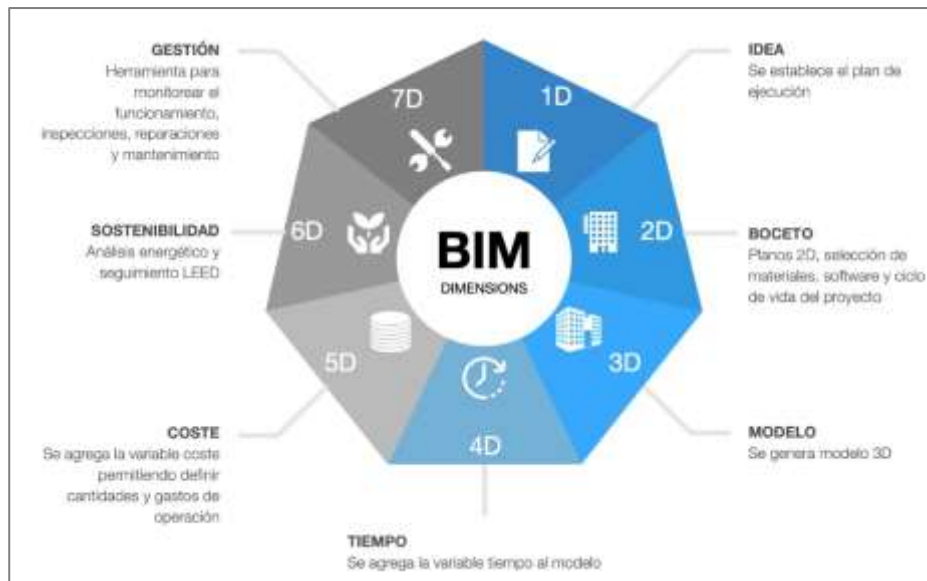 GESTIÓN
Herramienta para
monitorear el
funcionamiento,
inspecciones, reparaciones
y mantenimiento
7D
1D
IDEA
Se establece el plan de
ejecución
SOSTENIBILIDAD
Análisis energético y
seguimiento LEED
6D
BIM
DIMENSIONS
2D
BOCETO
Planos 2D, selección de
materiales, software y ciclo
de vida del proyecto
5D
3D
COSTE
Se agrega la variable coste
permitiendo definir
cantidades y gastos de
operación
4D
MODELO
Se genera modelo 3D
TIEMPO
Se agrega la variable tiempo al modelo